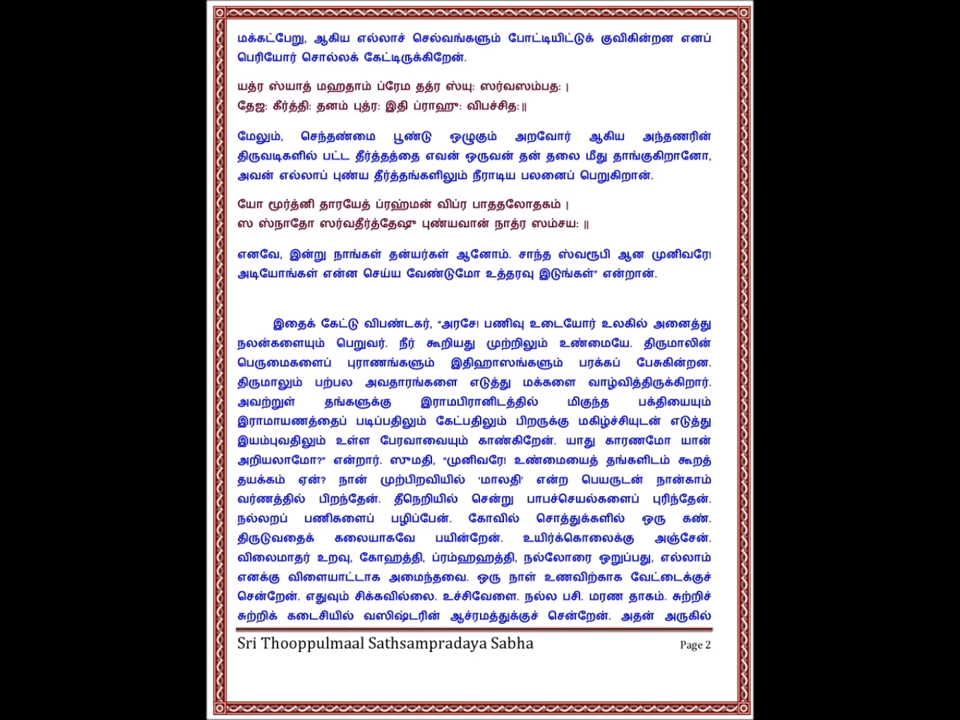 மக்கட்பேறு, ஆகிய எல்லாச் செல்வங்களும் போட்டியிட்டுக் குவிகின்றன எனப்
பெரியோர் சொல்லக் கேட்டிருக்கிறேன்.
யத்ர ஸ்யாத் மஹதாம் ப்ரேம தத்ர ஸ்யு: ஸர்வஸம்பத: |
தேஜ: கீர்த்தி: தனம் புத்ர: இதி ப்ராஹு: விபச்சித:||
மேலும், செந்தண்மை பூண்டு ஒழுகும் அறவோர் ஆகிய அந்தணரின்
திருவடிகளில் பட்ட தீர்த்தத்தை எவன் ஒருவன் தன் தலை மீது தாங்குகிறானோ,
அவன் எல்லாப் புண்ய தீர்த்தங்களிலும் நீராடிய பலனைப் பெறுகிறான்.
யோ மூர்த்னி தாரயேத் ப்ரஹ்மன் விப்ர பாததலோதகம் |
ஸ ஸ்நாதோ ஸர்வதீர்த்தேஷு புண்யவான் நாத்ர ஸம்சய: ||
எனவே, இன்று நாங்கள் தன்யர்கள் ஆனோம். சாந்த ஸ்வரூபி ஆன முனிவரே!
அடியோங்கள் என்ன செய்ய வேண்டுமோ உத்தரவு இடுங்கள்" என்றான்.
இதைக் கேட்டு விபண்டகர், "அரசே! பணிவு உடையோர் உலகில் அனைத்து
நலன்களையும் பெறுவர். நீர் கூறியது முற்றிலும் உண்மையே. திருமாலின்
பெருமைகளைப் புராணங்களும் இதிஹாஸங்களும் பரக்கப் பேசுகின்றன.
திருமாலும் பற்பல அவதாரங்களை எடுத்து மக்களை வாழ்வித்திருக்கிறார்.
அவற்றுள் தங்களுக்கு இராமபிரானிடத்தில் மிகுந்த பக்தியையும்
இராமாயணத்தைப் படிப்பதிலும் கேட்பதிலும் பிறருக்கு மகிழ்ச்சியுடன் எடுத்து
இயம்புவதிலும் உள்ள பேரவாவையும் காண்கிறேன். யாது காரணமோ யான்
அறியலாமோ?" என்றார். ஸுமதி, "முனிவரே! உண்மையைத் தங்களிடம் கூறத்
தயக்கம் ஏன்? நான் முற்பிறவியில் 'மாலதி' என்ற பெயருடன் நான்காம்
வர்ணத்தில் பிறந்தேன். தீநெறியில் சென்று பாபச்செயல்களைப் புரிந்தேன்.
நல்லறப் பணிகளைப் பழிப்பேன். கோவில் சொத்துக்களில் ஒரு கண்.
திருடுவதைக் கலையாகவே பயின்றேன். உயிர்க்கொலைக்கு அஞ்சேன்.
விலைமாதர் உறவு, கோஹத்தி, ப்ரம்ஹஹத்தி, நல்லோரை ஒறுப்பது, எல்லாம்
எனக்கு விளையாட்டாக அமைந்தவை. ஒரு நாள் உணவிற்காக வேட்டைக்குச்
சென்றேன். எதுவும் சிக்கவில்லை. உச்சிவேளை. நல்ல பசி. மரண தாகம். சுற்றிச்
சுற்றிக் கடைசியில் வஸிஷ்டரின் ஆச்ரமத்துக்குச் சென்றேன். அதன் அருகில்
Sri Thooppulmaal Sathsampradaya Sabha Page 2